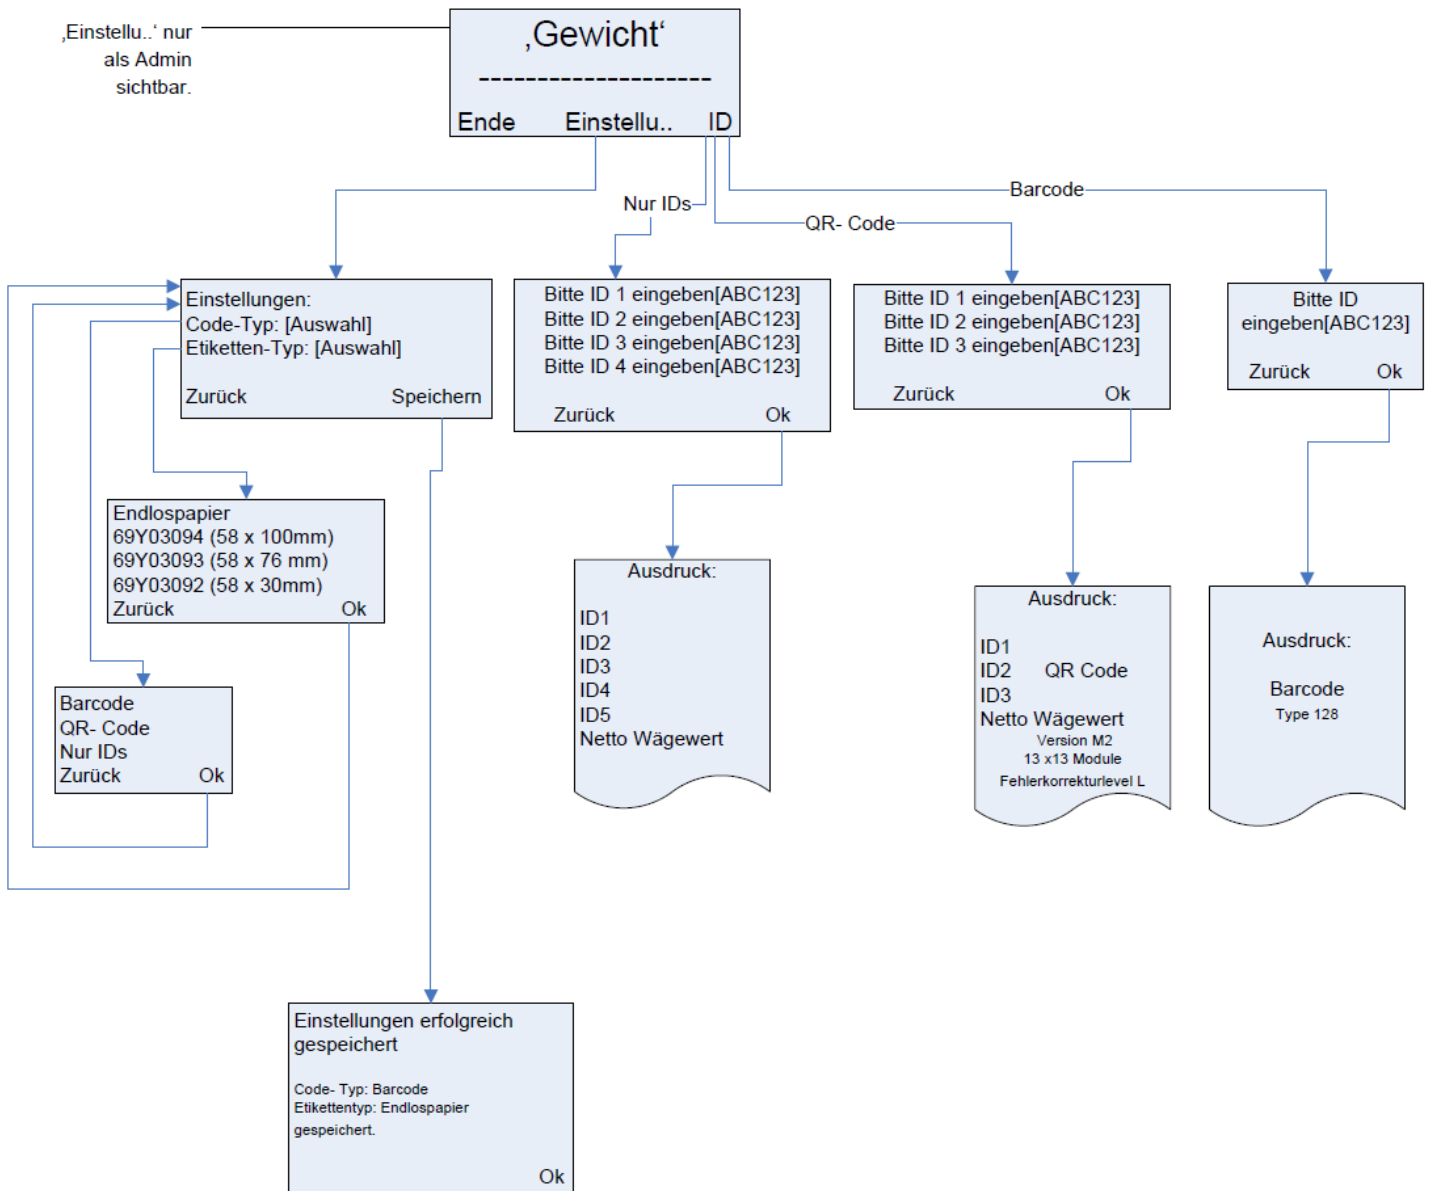 ‚Einstellu..‘ nur
als Admin
sichtbar.
‚Gewicht‘
--------------------
Ende Einstellu.. ID
Nur IDs
QR- Code
Barcode
Einstellungen:
Code-Typ: [Auswahl]
Etiketten-Typ: [Auswahl]
Zurück Speichern
Bitte ID 1 eingeben[ABC123]
Bitte ID 2 eingeben[ABC123]
Bitte ID 3 eingeben[ABC123]
Bitte ID 4 eingeben[ABC123]
Zurück Ok
Bitte ID 1 eingeben[ABC123]
Bitte ID 2 eingeben[ABC123]
Bitte ID 3 eingeben[ABC123]
Zurück Ok
Bitte ID
eingeben[ABC123]
Zurück Ok
Endlospapier
69Y03094 (58 x 100mm)
69Y03093 (58 x 76 mm)
69Y03092 (58 x 30mm)
Zurück Ok
Barcode
QR- Code
Nur IDs
Zurück Ok
Ausdruck:
ID1
ID2
ID3
ID4
ID5
Netto Wägewert
Ausdruck:
ID1
ID2 QR Code
ID3
Netto Wägewert
Version M2
13 x13 Module
Fehlerkorrekturlevel L
Ausdruck:
Barcode
Type 128
Einstellungen erfolgreich
gespeichert
Code- Typ: Barcode
Etikettentyp: Endlospapier
gespeichert.
Ok